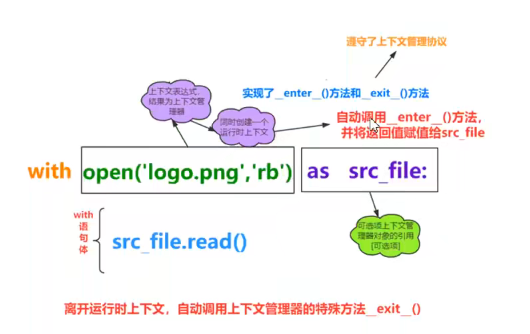 遵守了上下文管理协议
实现了__enter__()方法和__exit__()方法
上下文表达式,
结果为上下文管
理器
同时创建一个
运行时上下文
自动调用__enter__()方法,
并将返回值赋值给src_file
with open('logo.png','rb') as src_file:
with
语
句
体
src_file.read()
可选项上下文管
理器对象的引用
[可选项]
离开运行时上下文，自动调用上下文管理器的特殊方法__exit__()